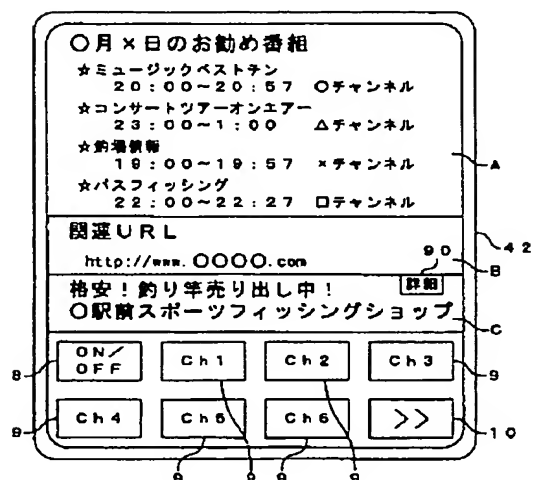 〇月×日のお勧め番組
☆ミュージックベストテン
20:00~20:57 〇チャンネル
☆コンサートツアーオンエアー
23:00~1:00 △チャンネル
☆釣場情報
19:00~19:57 ×チャンネル
☆バスフィッシング
22:00~22:27 □チャンネル
A
関連URL
42
http://www.〇〇〇〇.com
90
B
格安!釣り竿売り出し中!
詳細
〇駅前スポーツフィッシングショップ
C
8 ON/OFF Ch1 Ch2 Ch3 9
9 Ch4 Ch5 Ch6 >> 10
9 9 9 9